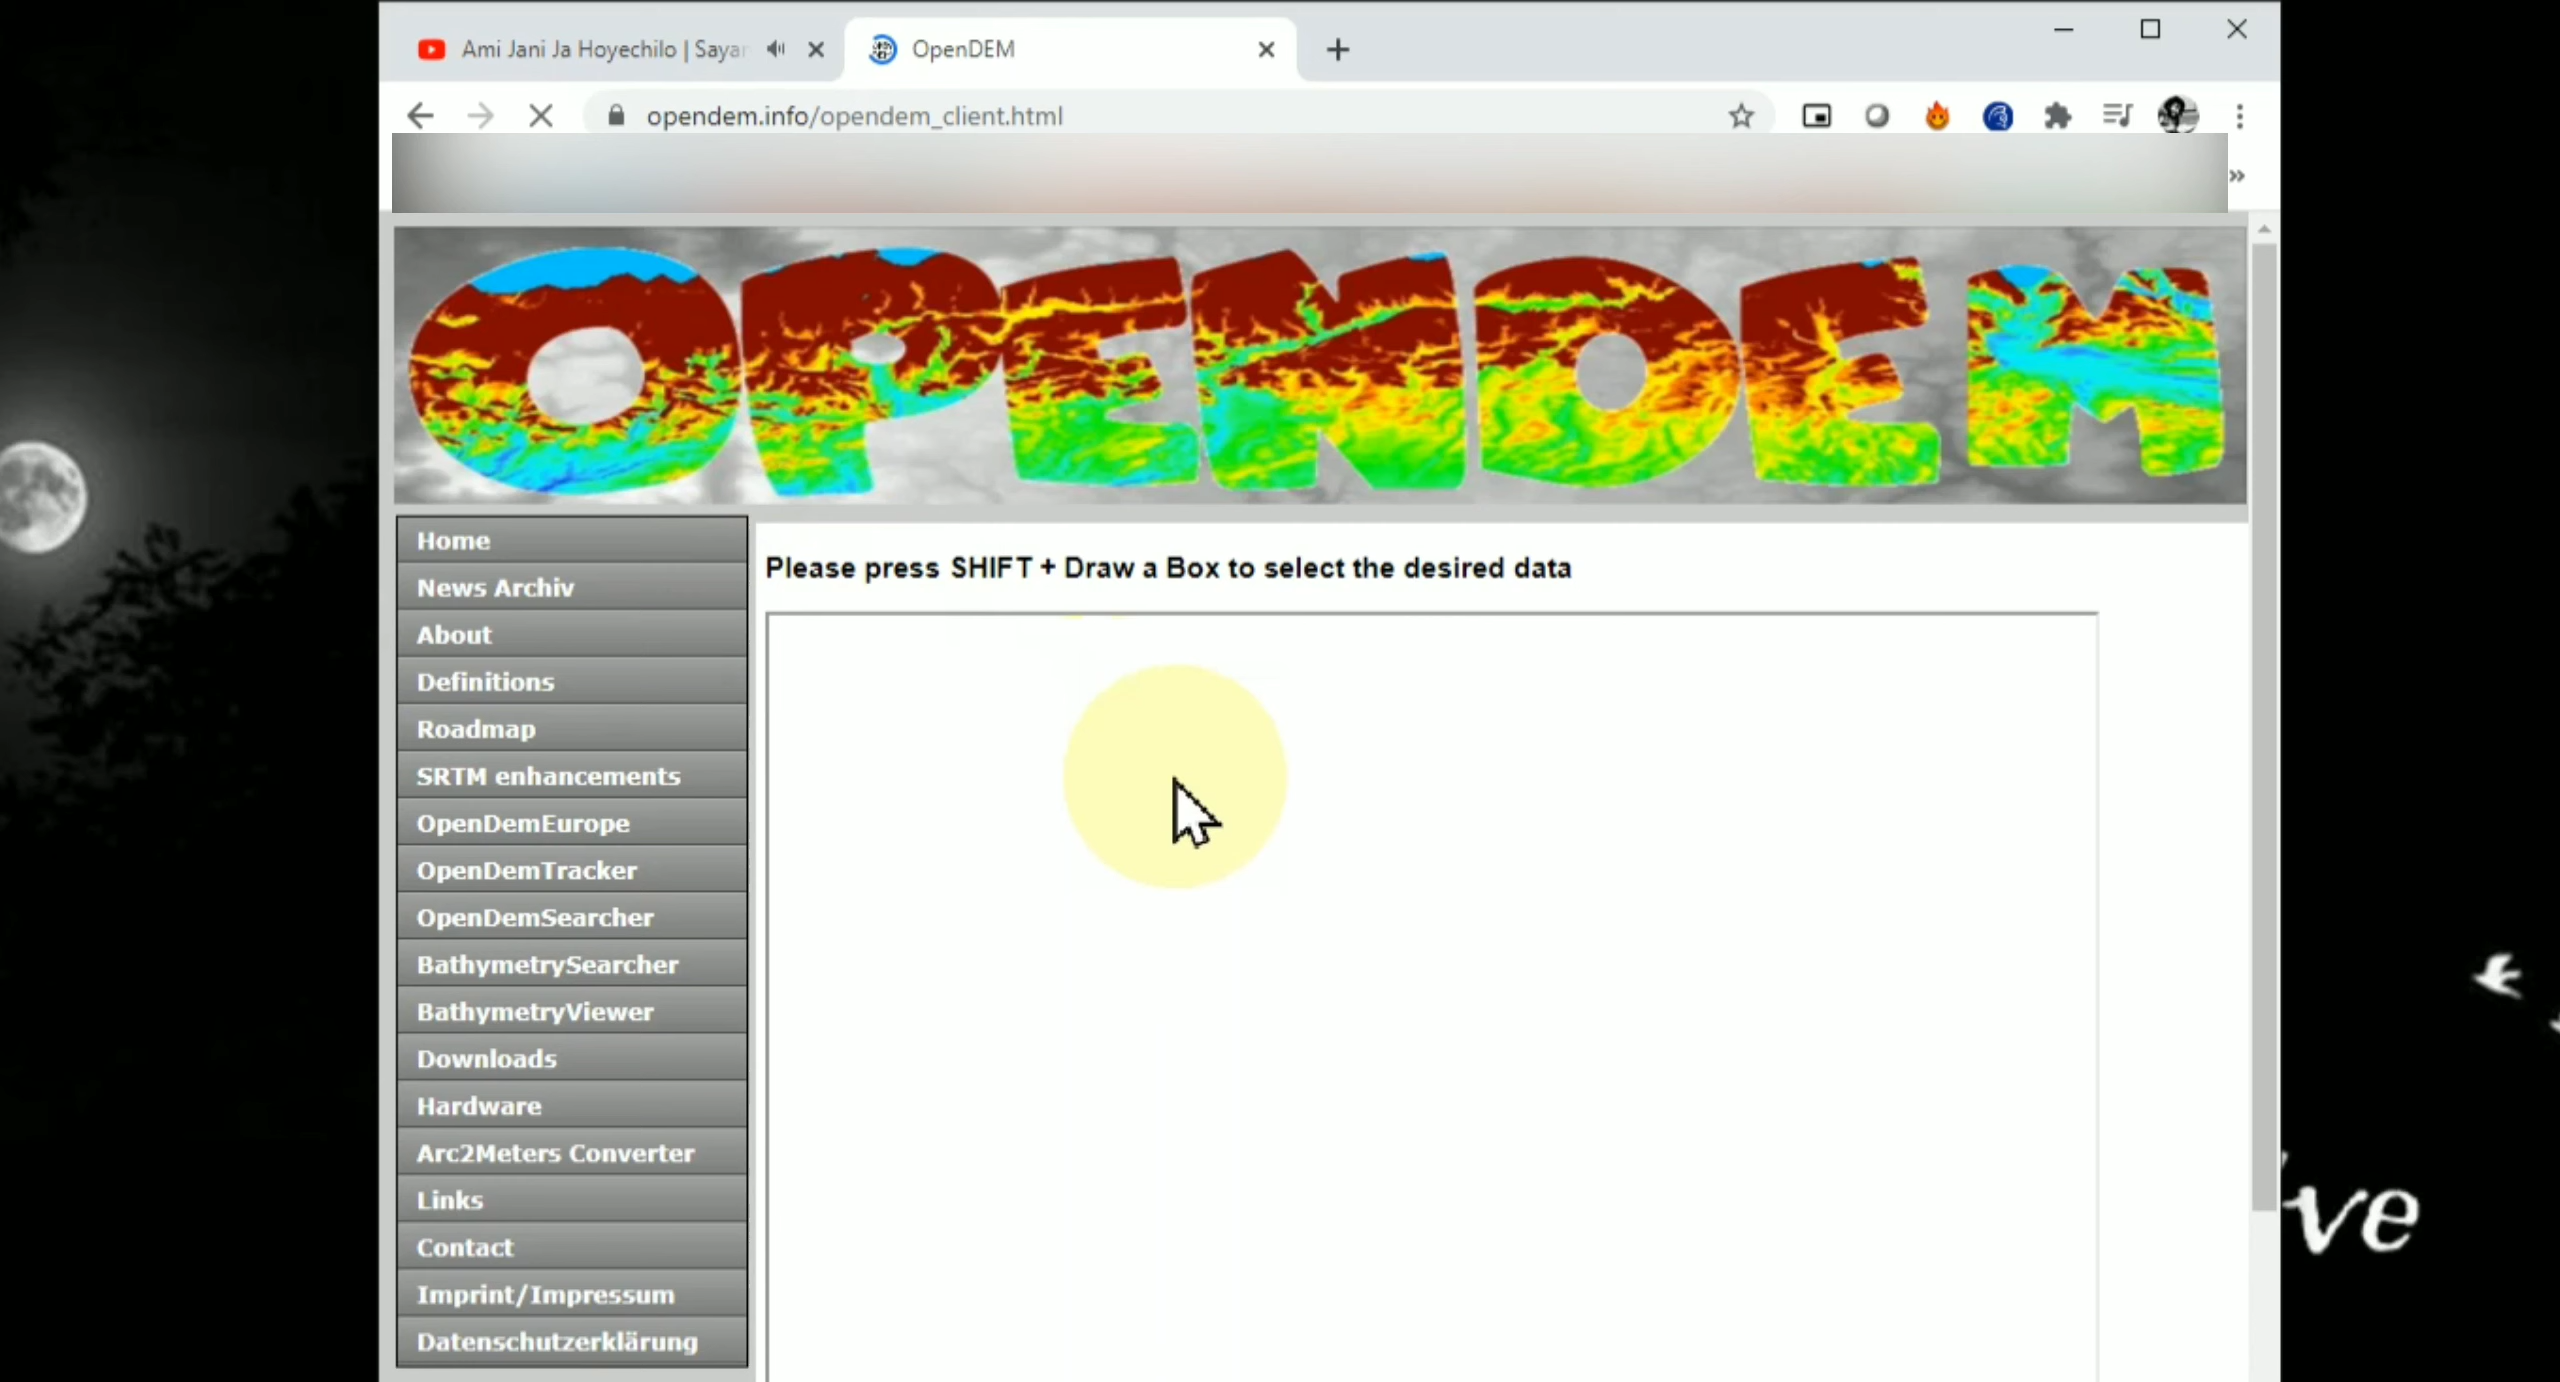 Ami Jani Ja Hoyechilo | Sayan
OpenDEM
opendem.info/opendem_client.html
OPENDEM
Home
News Archiv
About
Definitions
Roadmap
SRTM enhancements
OpenDemEurope
OpenDemTracker
OpenDemSearcher
BathymetrySearcher
BathymetryViewer
Downloads
Hardware
Arc2Meters Converter
Links
Contact
Imprint/Impressum
Datenschutzerklärung
Please press SHIFT + Draw a Box to select the desired data
ve